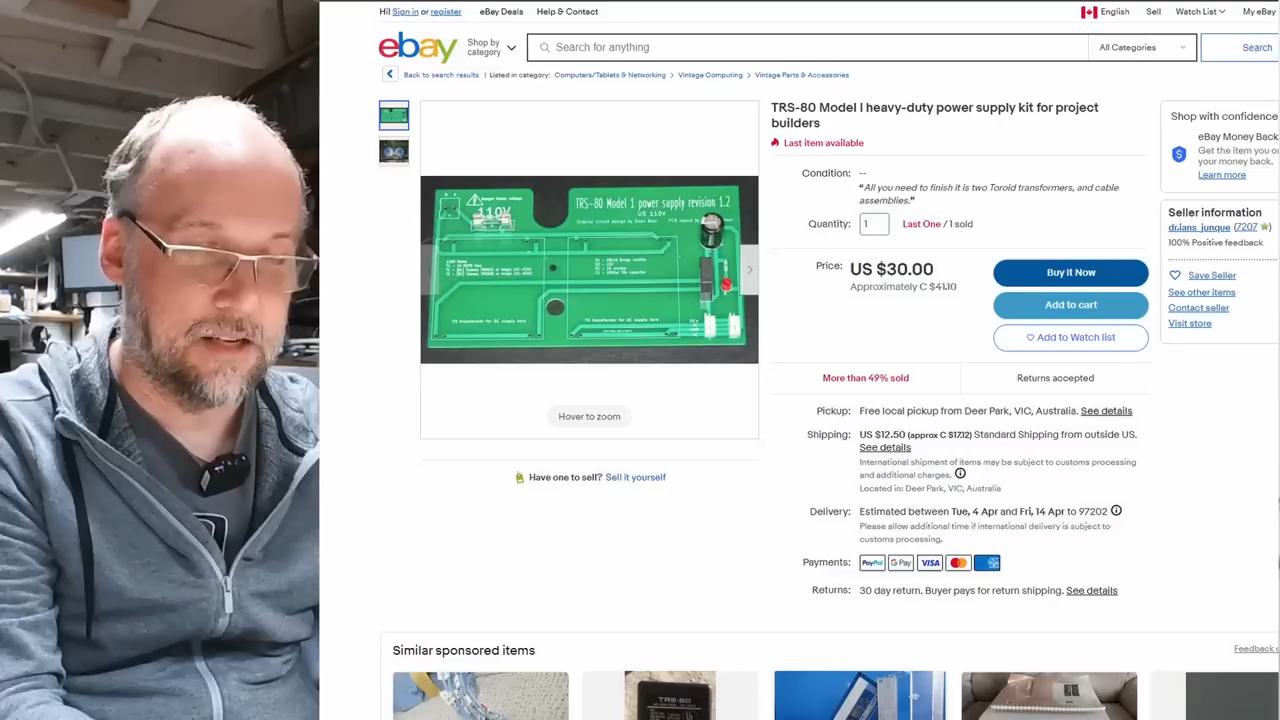 Hi! Sign in or register
eBay Deals
Help & Contact
English
Sell
Watch List
My eBay
ebay
Shop by category
Search for anything
All Categories
Search
Back to search results
Listed in category:
Computers/Tablets & Networking
Vintage Computing
Vintage Parts & Accessories
TRS-80 Model I heavy-duty power supply kit for project
builders
Last item available
Condition:
--
“All you need to finish it is two Toroid transformers, and cable
assemblies.”
Quantity:
1
Last One / 1 sold
Price:
US $30.00
Approximately C $41.10
Buy It Now
Add to cart
Add to Watch list
More than 49% sold
Returns accepted
Pickup:
Free local pickup from Deer Park, VIC, Australia. See details
Shipping:
US $12.50 (approx C $17.12) Standard Shipping from outside US.
See details
International shipment of items may be subject to customs processing
and additional charges.
Located in: Deer Park, VIC, Australia
Delivery:
Estimated between Tue, 4 Apr and Fri, 14 Apr to 97202
Please allow additional time if international delivery is subject to
customs processing.
Payments:
PayPal
G Pay
VISA
Returns:
30 day return. Buyer pays for return shipping. See details
Shop with confidence
eBay Money Back
Get the item you o
your money back.
Learn more
Seller information
dr.ians_junque (7207)
100% Positive feedback
Save Seller
See other items
Contact seller
Visit store
110V
TRS-80 Model 1 power supply revision 1.2
US 110V
Hover to zoom
Have one to sell? Sell it yourself
Similar sponsored items
Feedback
TRS-80